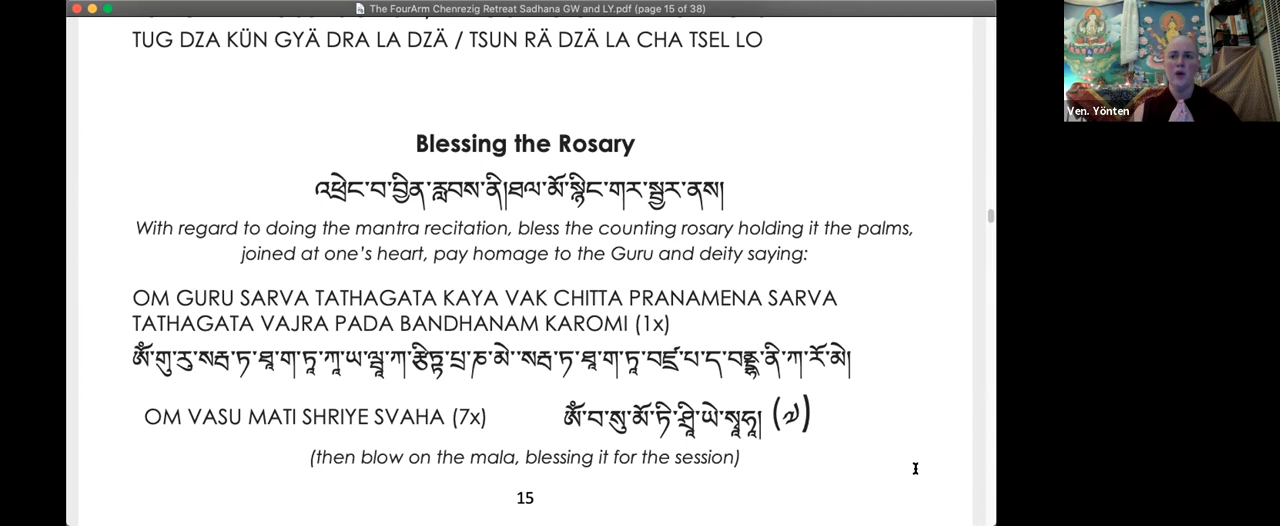 The FourArm Chenrezig Retreat Sadhana GW and LY.pdf (page 15 of 38)
TUG DZA KÜN GYÄ DRA LA DZÄ / TSUN RÄ DZÄ LA CHA TSEL LO
Ven. Yönten
Blessing the Rosary
འཕྲེང་བ་བྱིན་རླབས་ནི།ཐལ་མོ་སྙིང་གར་སྦྱར་ནས།
With regard to doing the mantra recitation, bless the counting rosary holding it the palms,
joined at one's heart, pay homage to the Guru and deity saying:
OM GURU SARVA TATHAGATA KAYA VAK CHITTA PRANAMENA SARVA
TATHAGATA VAJRA PADA BANDHANAM KAROMI (1x)
ༀ་གུ་རུ་སརྦ་ཏ་ཐཱ་ག་ཏཱ་ཀཱ་ཡ་ཝཱ་ཀ་ཙིཏྟ་པྲ་ཎ་མེ་་སརྦ་ཏ་ཐཱ་ག་ཏཱ་བཛྲ་པ་ད་བནྡྷ་ནི་ཀ་རོ་མེ།
OM VASU MATI SHRIYE SVAHA (7x) ༀ་བ་སུ་མོ་ཏི་ཤྲཱི་ཡེ་སྭཱཧཱ། (༧)
(then blow on the mala, blessing it for the session)
15